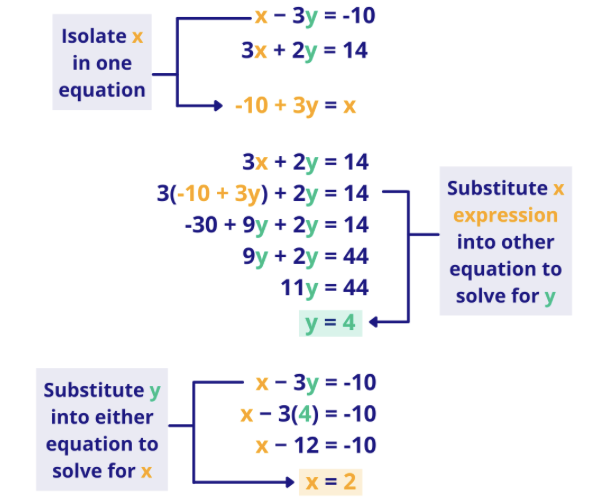 Isolate x
in one
equation
x − 3y = -10
3x + 2y = 14
-10 + 3y = x
3x + 2y = 14
3(-10 + 3y) + 2y = 14
-30 + 9y + 2y = 14
9y + 2y = 44
11y = 44
y = 4
Substitute x
expression
into other
equation to
solve for y
Substitute y
into either
equation to
solve for x
x − 3y = -10
x − 3(4) = -10
x − 12 = -10
x = 2